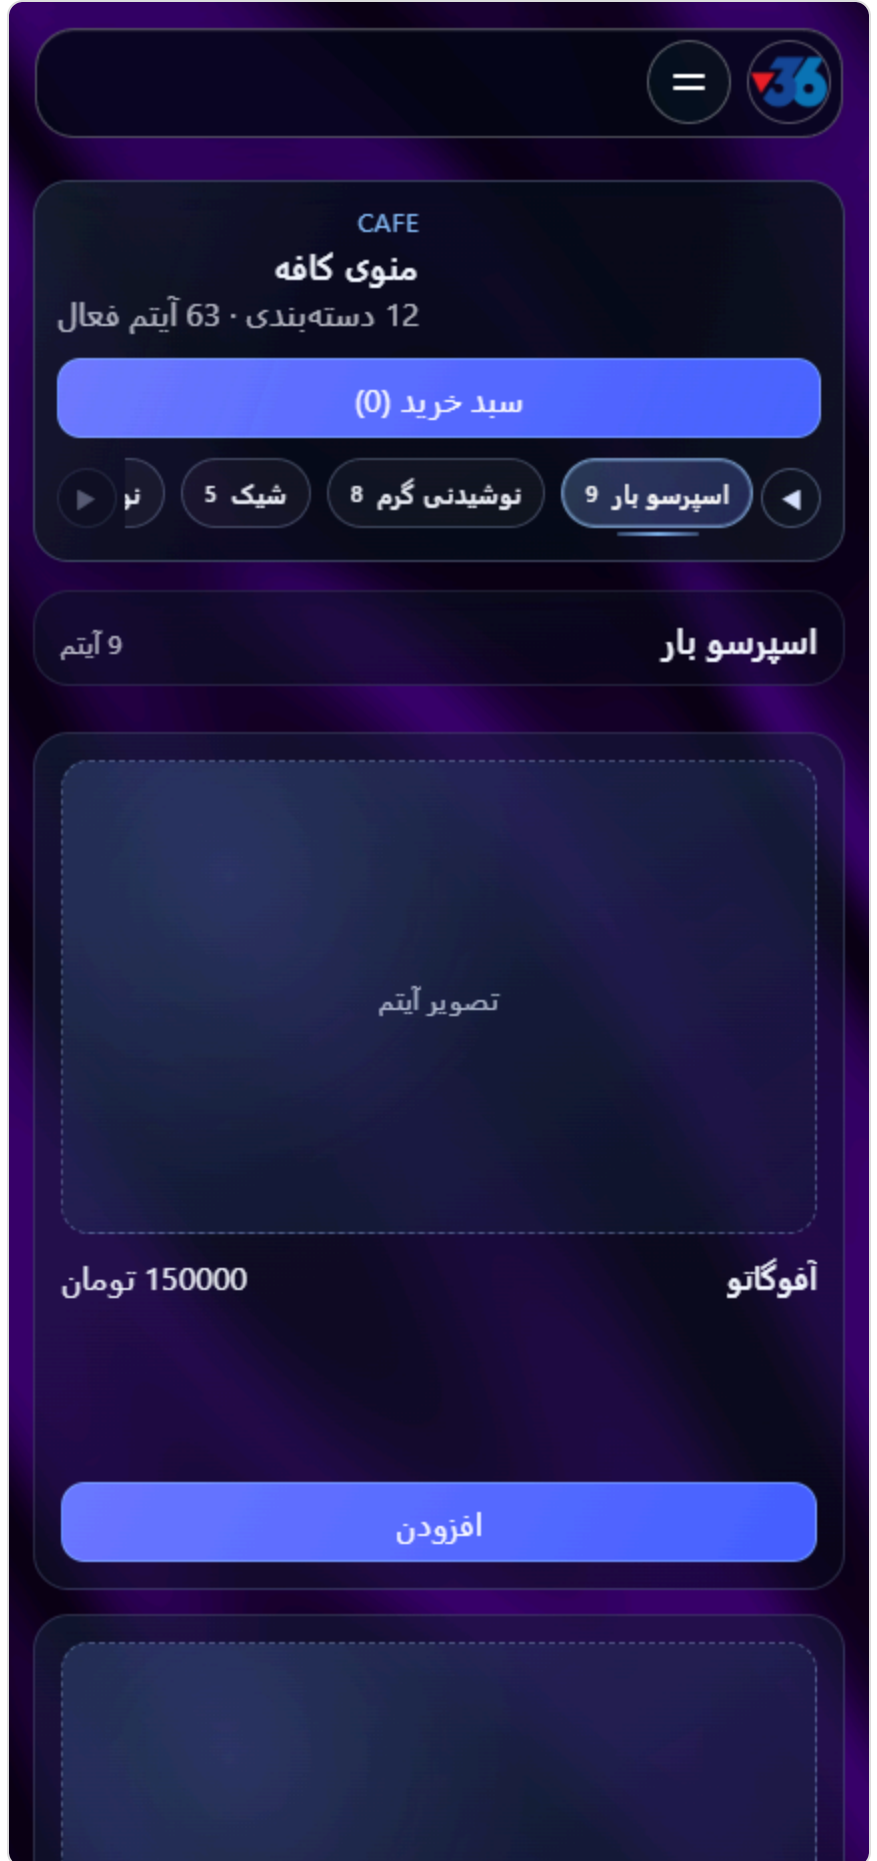 36
CAFE
منوی کافه
12 دسته‌بندی · 63 آیتم فعال
سبد خرید (0)
اسپرسو بار 9 نوشیدنی گرم 8 شیک 5 نو
اسپرسو بار 9 آیتم
تصویر آیتم
آفوگاتو 150000 تومان
افزودن